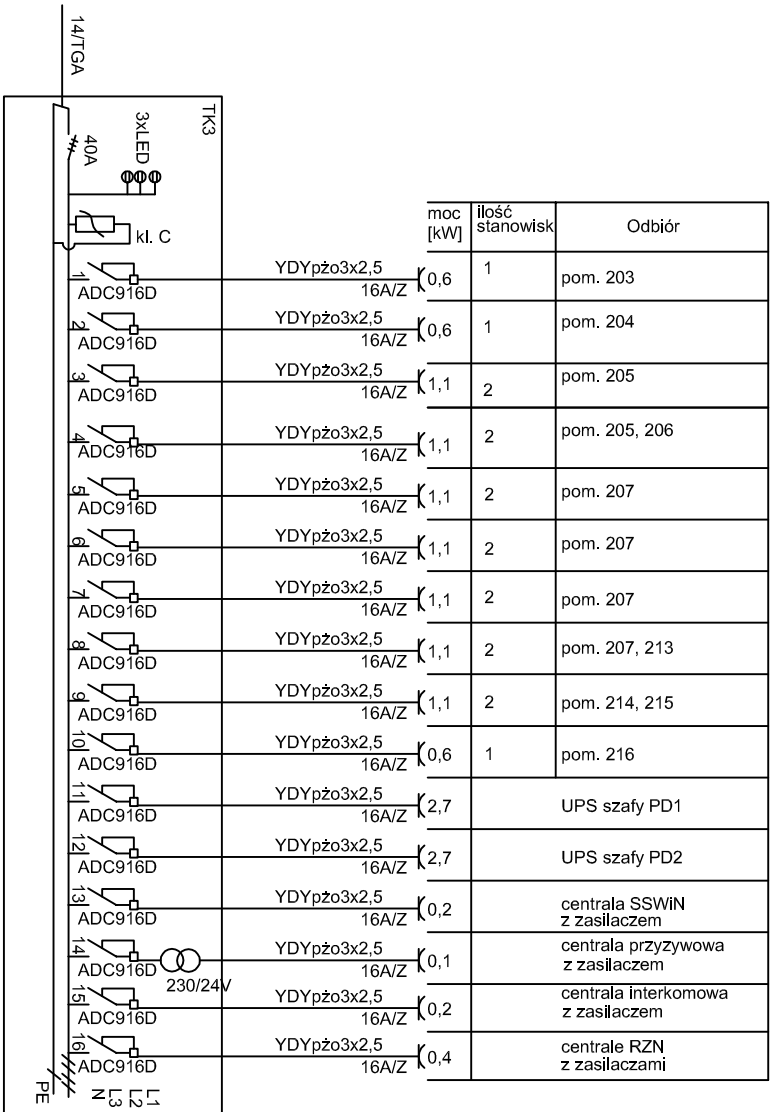 14/TGA
TK3
3xLED
40A
kl. C
moc [kW]
ilość stanowisk
Odbiór
1
ADC916D
YDYpżo3x2,5
16A/Z
0,6
1
pom. 203
2
ADC916D
YDYpżo3x2,5
16A/Z
0,6
1
pom. 204
3
ADC916D
YDYpżo3x2,5
16A/Z
1,1
2
pom. 205
4
ADC916D
YDYpżo3x2,5
16A/Z
1,1
2
pom. 205, 206
5
ADC916D
YDYpżo3x2,5
16A/Z
1,1
2
pom. 207
6
ADC916D
YDYpżo3x2,5
16A/Z
1,1
2
pom. 207
7
ADC916D
YDYpżo3x2,5
16A/Z
1,1
2
pom. 207
8
ADC916D
YDYpżo3x2,5
16A/Z
1,1
2
pom. 207, 213
9
ADC916D
YDYpżo3x2,5
16A/Z
1,1
2
pom. 214, 215
10
ADC916D
YDYpżo3x2,5
16A/Z
0,6
1
pom. 216
11
ADC916D
YDYpżo3x2,5
16A/Z
2,7
UPS szafy PD1
12
ADC916D
YDYpżo3x2,5
16A/Z
2,7
UPS szafy PD2
13
ADC916D
YDYpżo3x2,5
16A/Z
0,2
centrala SSWiN
z zasilaczem
14
ADC916D
230/24V
YDYpżo3x2,5
16A/Z
0,1
centrala przyzywowa
z zasilaczem
15
ADC916D
YDYpżo3x2,5
16A/Z
0,2
centrala interkomowa
z zasilaczem
16
ADC916D
YDYpżo3x2,5
16A/Z
0,4
centrale RZN
z zasilaczami
PE
L1
L2
L3
N